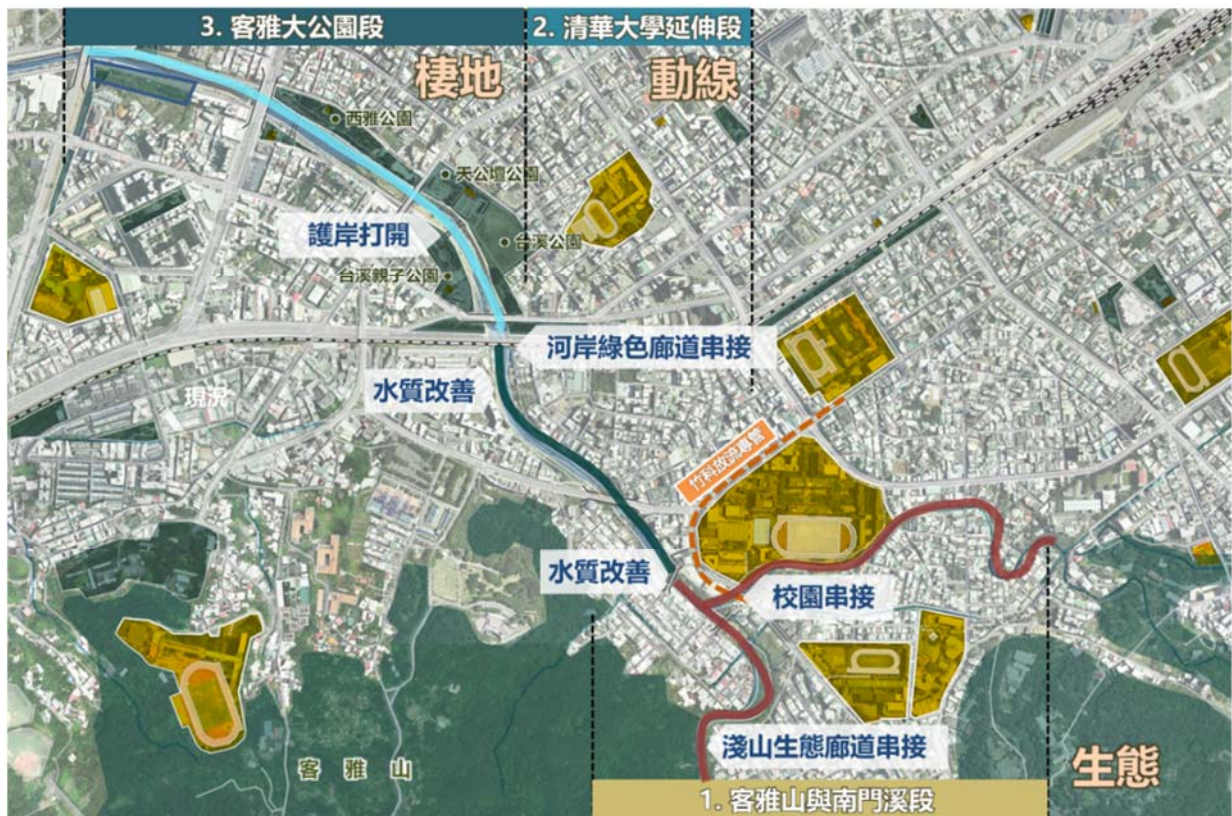 3. 客雅大公園段
2. 清華大學延伸段
棲地
動線
西雅公園
天公壇公園
護岸打開
台溪公園
台溪親子公園
河岸綠色廊道串接
水質改善
現況
竹科放流專管
水質改善
校園串接
淺山生態廊道串接
生態
客雅山
1. 客雅山與南門溪段